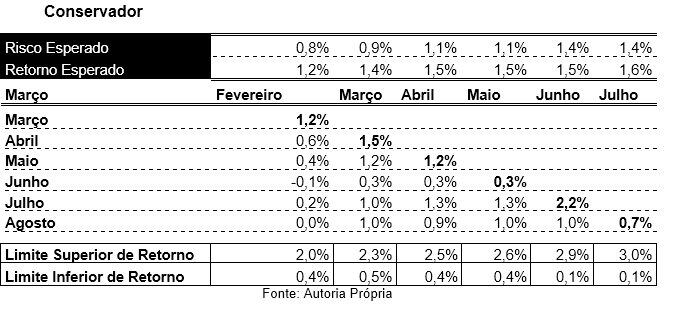 Conservador
Risco Esperado 0,8% 0,9% 1,1% 1,1% 1,4% 1,4%
Retorno Esperado 1,2% 1,4% 1,5% 1,5% 1,5% 1,6%
Março Fevereiro Março Abril Maio Junho Julho
Março 1,2%
Abril 0,6% 1,5%
Maio 0,4% 1,2% 1,2%
Junho -0,1% 0,3% 0,3% 0,3%
Julho 0,2% 1,0% 1,3% 1,3% 2,2%
Agosto 0,0% 1,0% 0,9% 1,0% 1,0% 0,7%
Limite Superior de Retorno 2,0% 2,3% 2,5% 2,6% 2,9% 3,0%
Limite Inferior de Retorno 0,4% 0,5% 0,4% 0,4% 0,1% 0,1%
Fonte: Autoria Própria